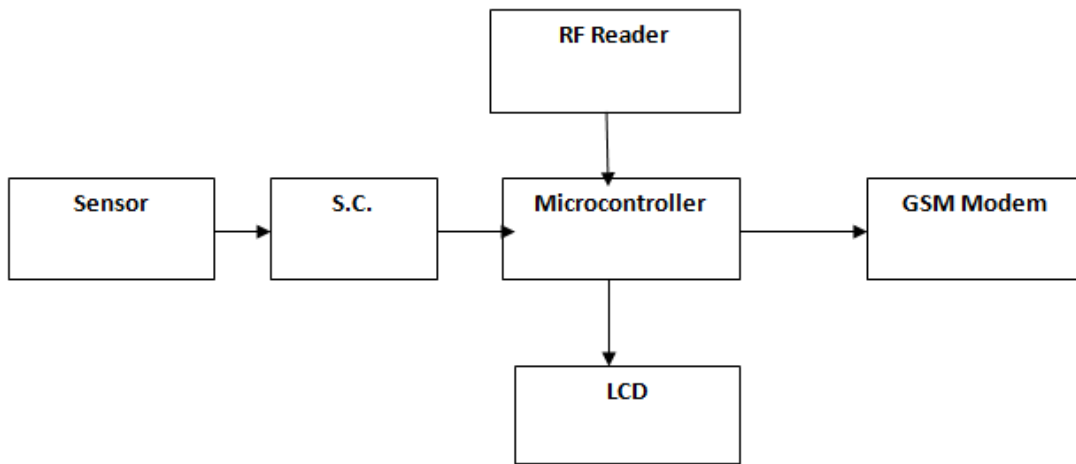 RF Reader
Sensor
S.C.
Microcontroller
GSM Modem
LCD